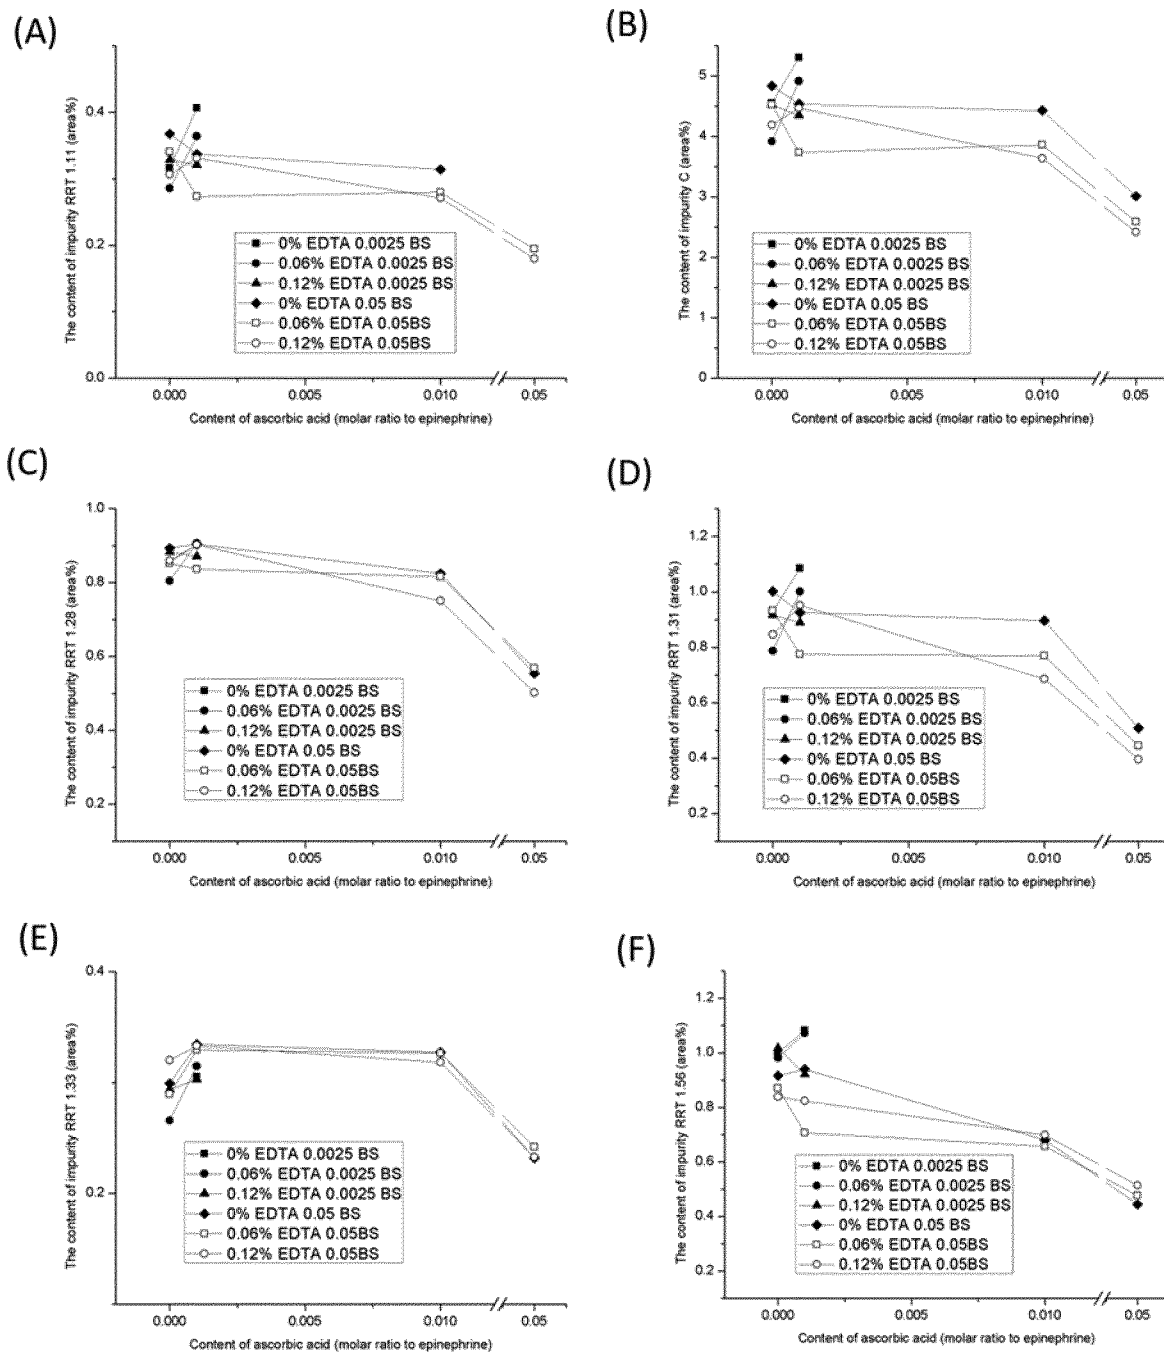 (A)
The content of impurity RRT 1.11 (area%)
0.4
0.2
0.0
0% EDTA 0.0025 BS
0.06% EDTA 0.0025 BS
0.12% EDTA 0.0025 BS
0% EDTA 0.05 BS
0.06% EDTA 0.05BS
0.12% EDTA 0.05BS
0.000 0.005 0.010 0.05
Content of ascorbic acid (molar ratio to epinephrine)
(B)
The content of impurity C (area%)
5
4
3
2
1
0
0% EDTA 0.0025 BS
0.06% EDTA 0.0025 BS
0.12% EDTA 0.0025 BS
0% EDTA 0.05 BS
0.06% EDTA 0.05BS
0.12% EDTA 0.05BS
0.000 0.005 0.010 0.05
Content of ascorbic acid (molar ratio to epinephrine)
(C)
The content of impurity RRT 1.28 (area%)
1.0
0.8
0.6
0.4
0.2
0% EDTA 0.0025 BS
0.06% EDTA 0.0025 BS
0.12% EDTA 0.0025 BS
0% EDTA 0.05 BS
0.06% EDTA 0.05BS
0.12% EDTA 0.05BS
0.000 0.005 0.010 0.05
Content of ascorbic acid (molar ratio to epinephrine)
(D)
The content of impurity RRT 1.31 (area%)
1.2
1.0
0.8
0.6
0.4
0.2
0% EDTA 0.0025 BS
0.06% EDTA 0.0025 BS
0.12% EDTA 0.0025 BS
0% EDTA 0.05 BS
0.06% EDTA 0.05BS
0.12% EDTA 0.05BS
0.000 0.005 0.010 0.05
Content of ascorbic acid (molar ratio to epinephrine)
(E)
The content of impurity RRT 1.33 (area%)
0.4
0.2
0% EDTA 0.0025 BS
0.06% EDTA 0.0025 BS
0.12% EDTA 0.0025 BS
0% EDTA 0.05 BS
0.06% EDTA 0.05BS
0.12% EDTA 0.05BS
0.000 0.005 0.010 0.05
Content of ascorbic acid (molar ratio to epinephrine)
(F)
The content of impurity RRT 1.56 (area%)
1.2
1.0
0.8
0.6
0.4
0.2
0% EDTA 0.0025 BS
0.06% EDTA 0.0025 BS
0.12% EDTA 0.0025 BS
0% EDTA 0.05 BS
0.06% EDTA 0.05BS
0.12% EDTA 0.05BS
0.000 0.005 0.010 0.05
Content of ascorbic acid (molar ratio to epinephrine)